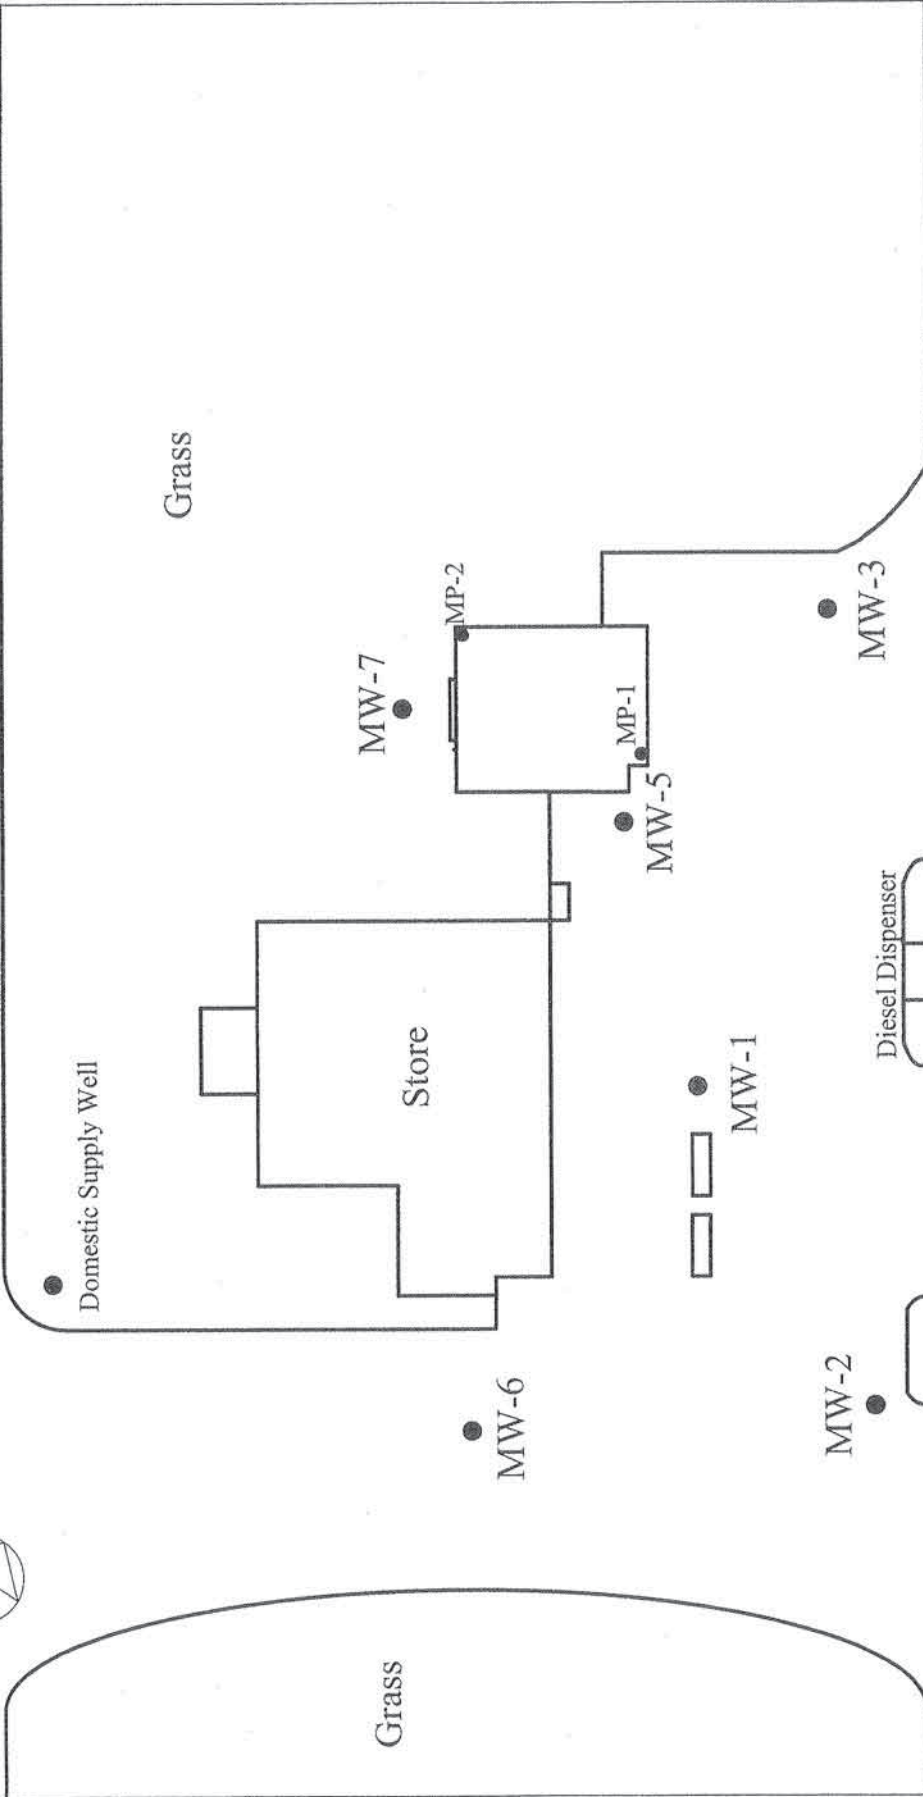 Domestic Supply Well
Grass
MW-7
MP-2
Store
MW-6
Grass
MP-1
MW-5
MW-1
MW-3
MW-2
Diesel Dispenser